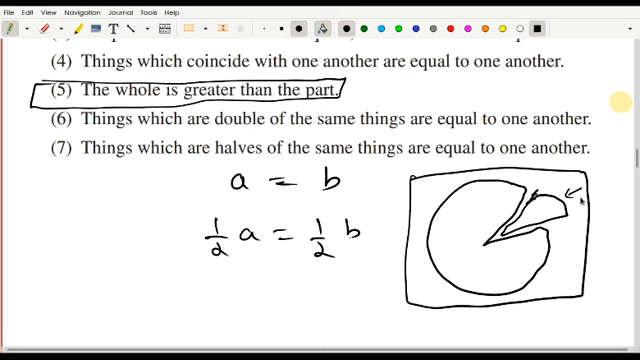 File Edit View Navigation Journal Tools Help
(4) Things which coincide with one another are equal to one another.
(5) The whole is greater than the part.
(6) Things which are double of the same things are equal to one another.
(7) Things which are halves of the same things are equal to one another.
a = b
1/2 a = 1/2 b